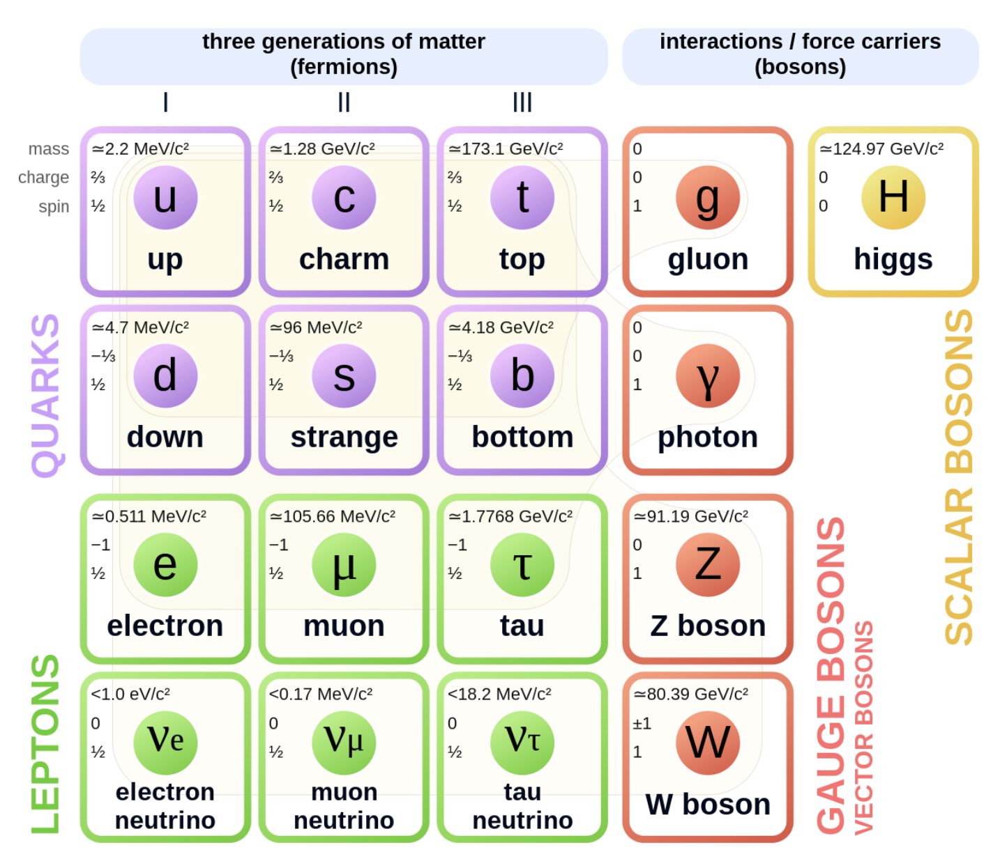 three generations of matter
(fermions)
interactions / force carriers
(bosons)
I
II
III
mass
charge
spin
≃2.2 MeV/c²
⅔
½
u
up
≃1.28 GeV/c²
⅔
½
c
charm
≃173.1 GeV/c²
⅔
½
t
top
0
0
1
g
gluon
≃124.97 GeV/c²
0
0
H
higgs
QUARKS
≃4.7 MeV/c²
−⅓
½
d
down
≃96 MeV/c²
−⅓
½
s
strange
≃4.18 GeV/c²
−⅓
½
b
bottom
0
0
1
γ
photon
SCALAR BOSONS
≃0.511 MeV/c²
−1
½
e
electron
≃105.66 MeV/c²
−1
½
μ
muon
≃1.7768 GeV/c²
−1
½
τ
tau
≃91.19 GeV/c²
0
1
Z
Z boson
GAUGE BOSONS
VECTOR BOSONS
LEPTONS
<1.0 eV/c²
0
½
νe
electron
neutrino
<0.17 MeV/c²
0
½
νμ
muon
neutrino
<18.2 MeV/c²
0
½
ντ
tau
neutrino
≃80.39 GeV/c²
±1
1
W
W boson